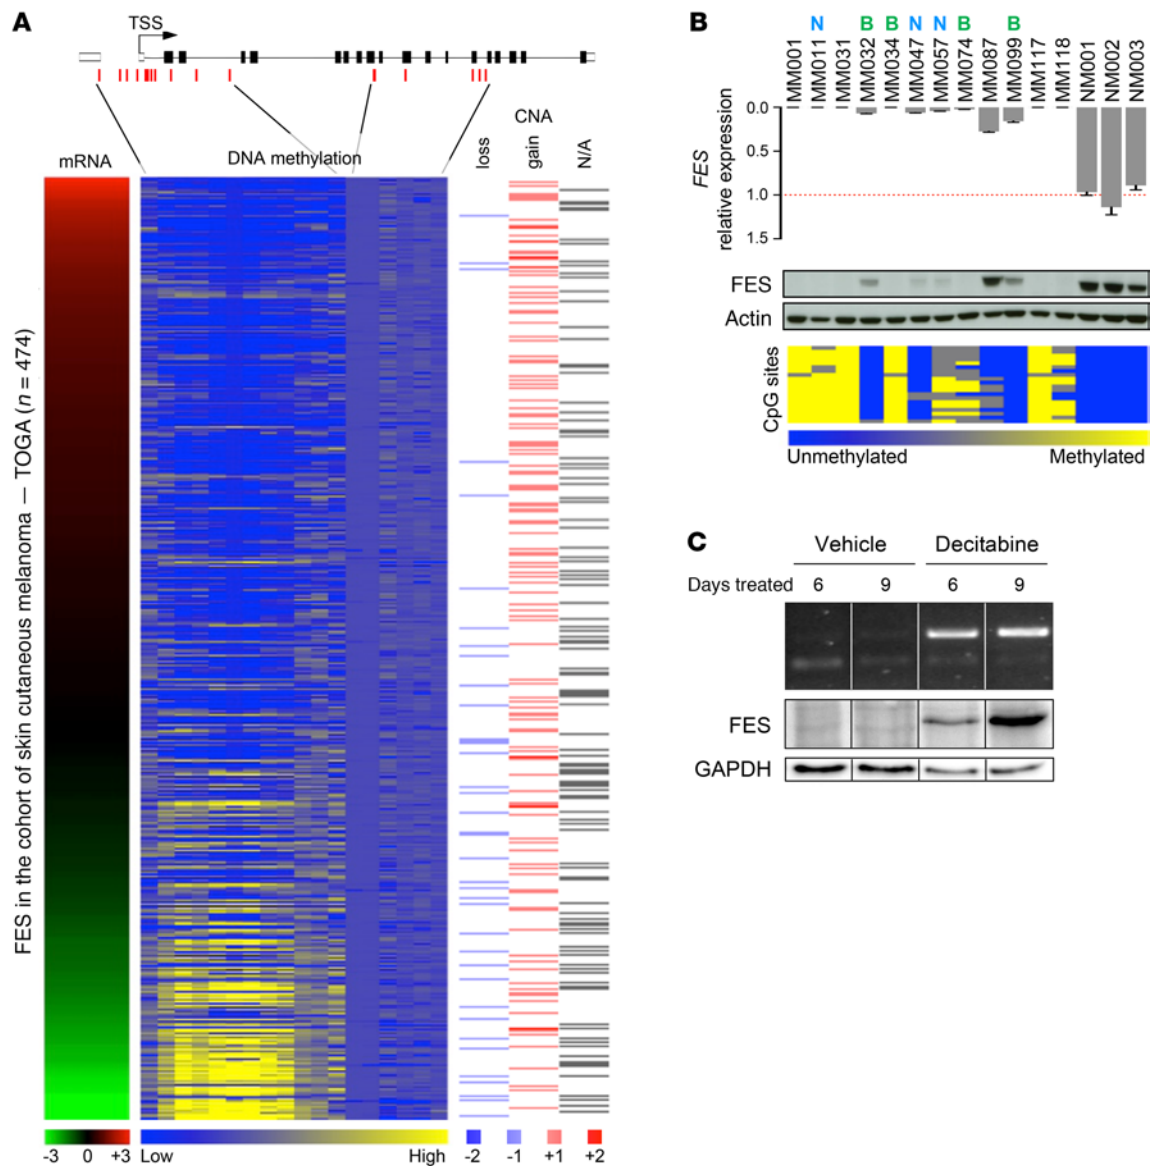 A
TSS
mRNA
DNA methylation
CNA
loss
gain
N/A
FES in the cohort of skin cutaneous melanoma — TOGA (n = 474)
-3 0 +3
Low High
-2 -1 +1 +2
B
N B B N N B B
MM001 MM011 MM031 MM032 MM034 MM047 MM057 MM074 MM087 MM099 MM117 MM118 NM001 NM002 NM003
FES
relative expression
0.0
0.5
1.0
1.5
FES
Actin
CpG sites
Unmethylated Methylated
C
Vehicle Decitabine
Days treated 6 9 6 9
FES
GAPDH